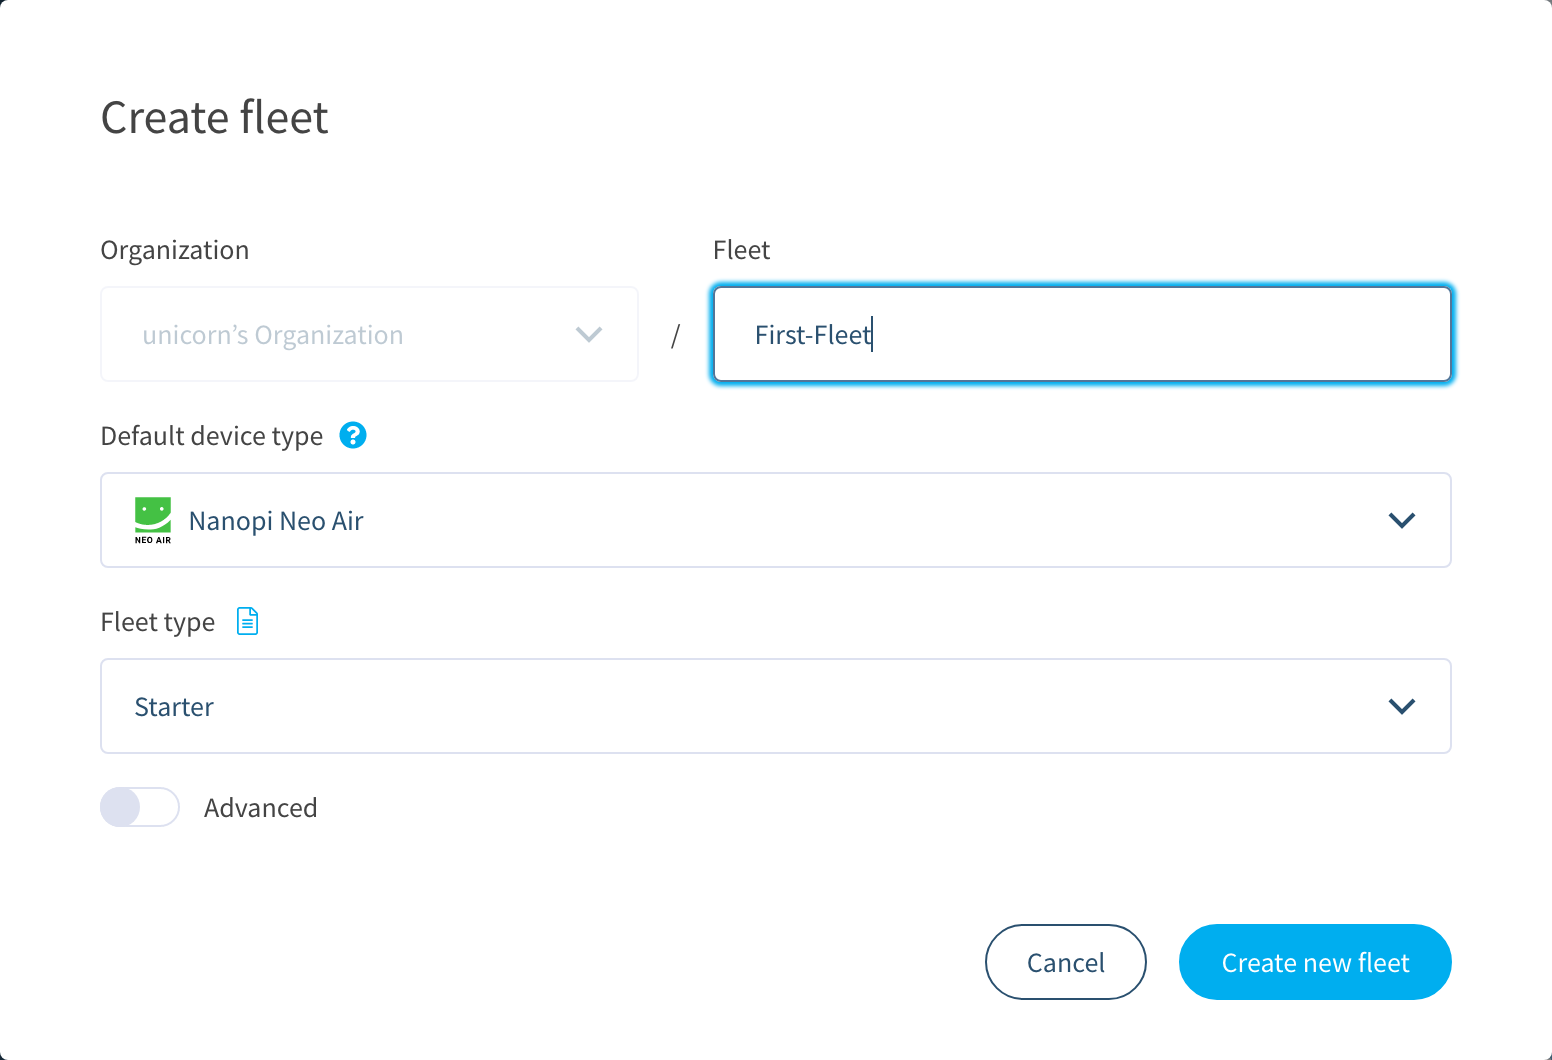 Create fleet
Organization
Fleet
unicorn’s Organization
/
First-Fleet
Default device type ?
NEO AIR
Nanopi Neo Air
Fleet type
Starter
Advanced
Cancel
Create new fleet